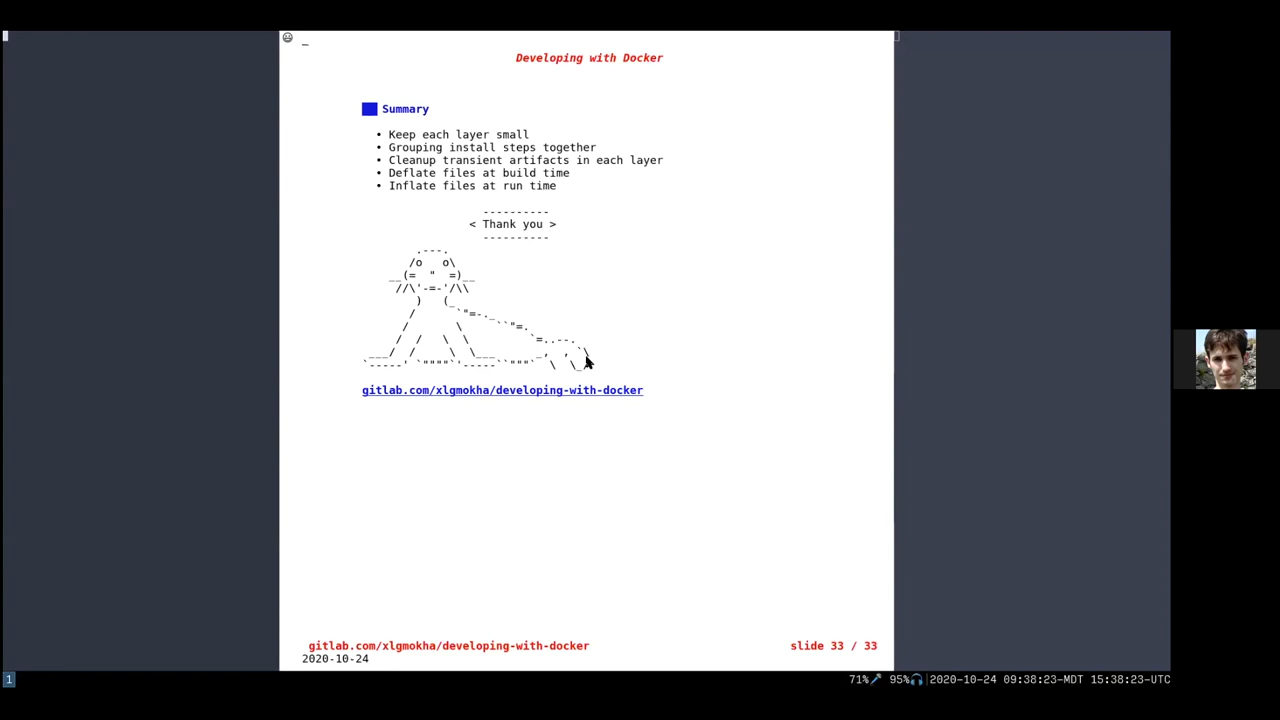 Developing with Docker
Summary
• Keep each layer small
• Grouping install steps together
• Cleanup transient artifacts in each layer
• Deflate files at build time
• Inflate files at run time
----------
< Thank you >
----------
gitlab.com/xlgmokha/developing-with-docker
gitlab.com/xlgmokha/developing-with-docker
slide 33 / 33
2020-10-24
1
71% 95% 2020-10-24 09:38:23-MDT 15:38:23-UTC